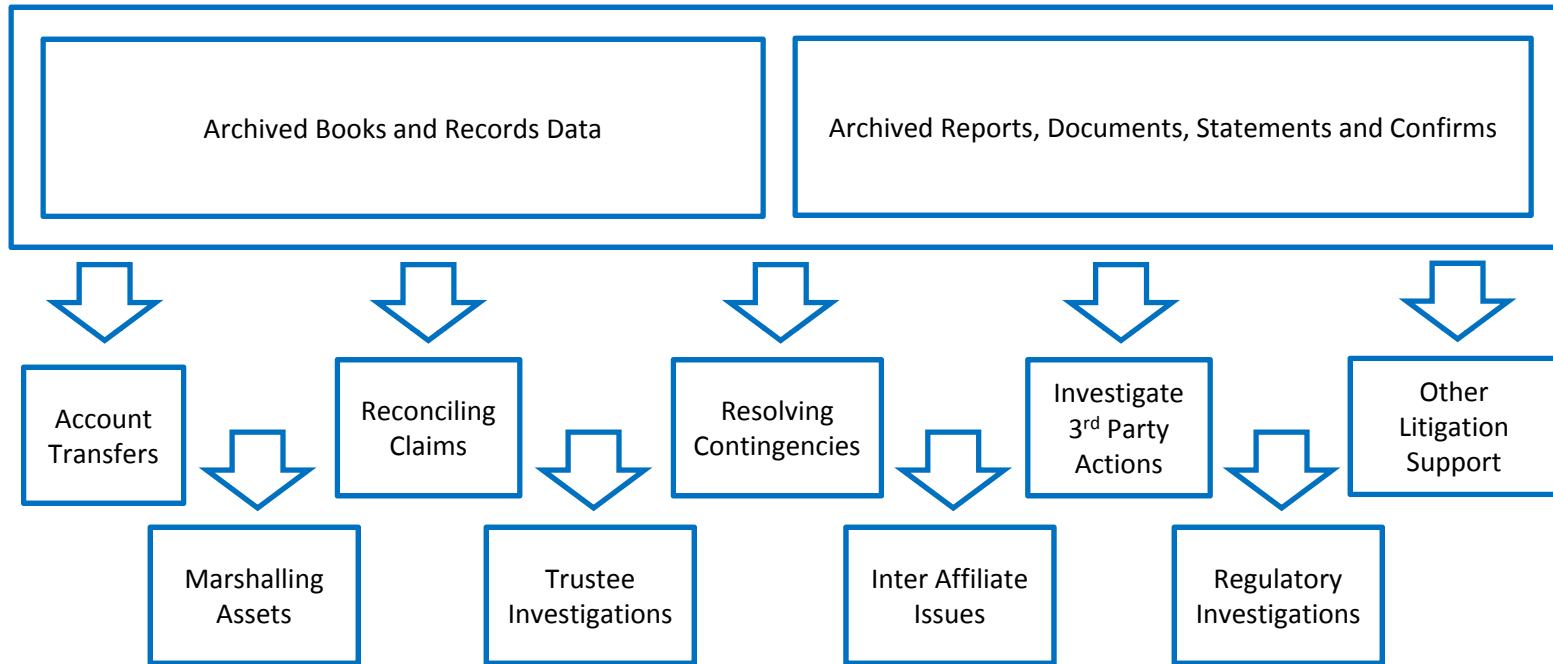 Archived Books and Records Data
Archived Reports, Documents, Statements and Confirms
Account
Transfers
Reconciling
Claims
Resolving
Contingencies
Investigate
3rd Party
Actions
Other
Litigation
Support
Marshalling
Assets
Trustee
Investigations
Inter Affiliate
Issues
Regulatory
Investigations